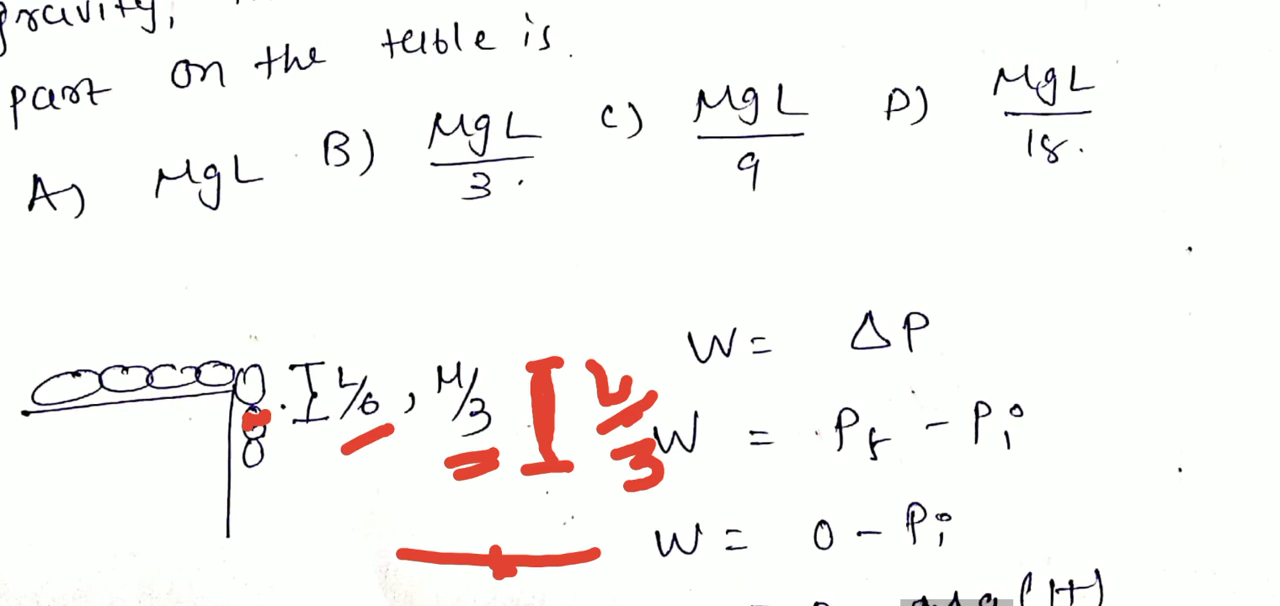 gravity,
part on the table is.
A) MgL B) MgL/3. C) MgL/9 D) MgL/18.
W = ΔP
L/6, M/3 L/3
W = Pf - Pi
W = 0 - Pi